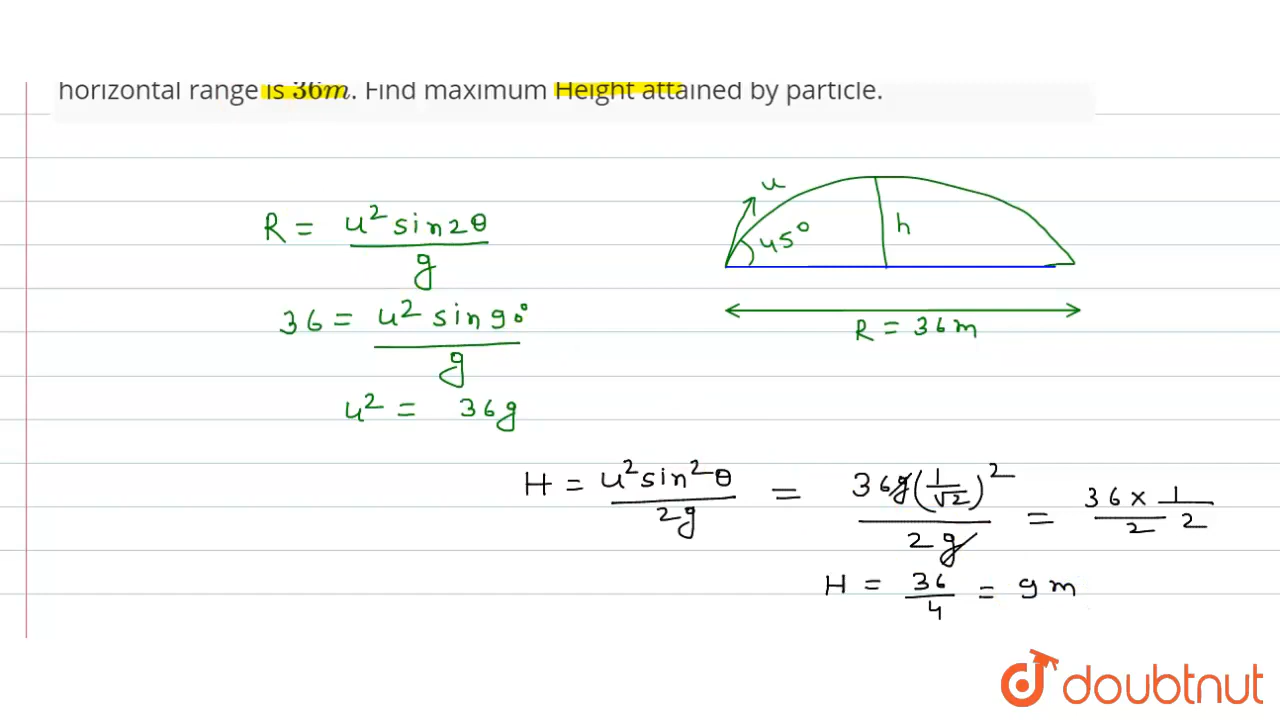 horizontal range is 36m. Find maximum Height attained by particle.
R = u² sin2θ / g
36 = u² sin90° / g
u² = 36g
u
45°
h
R = 36m
H = u² sin²θ / 2g = 36g(1/√2)² / 2g = 36 × 1 / 2 2
H = 36/4 = 9m
doubtnut